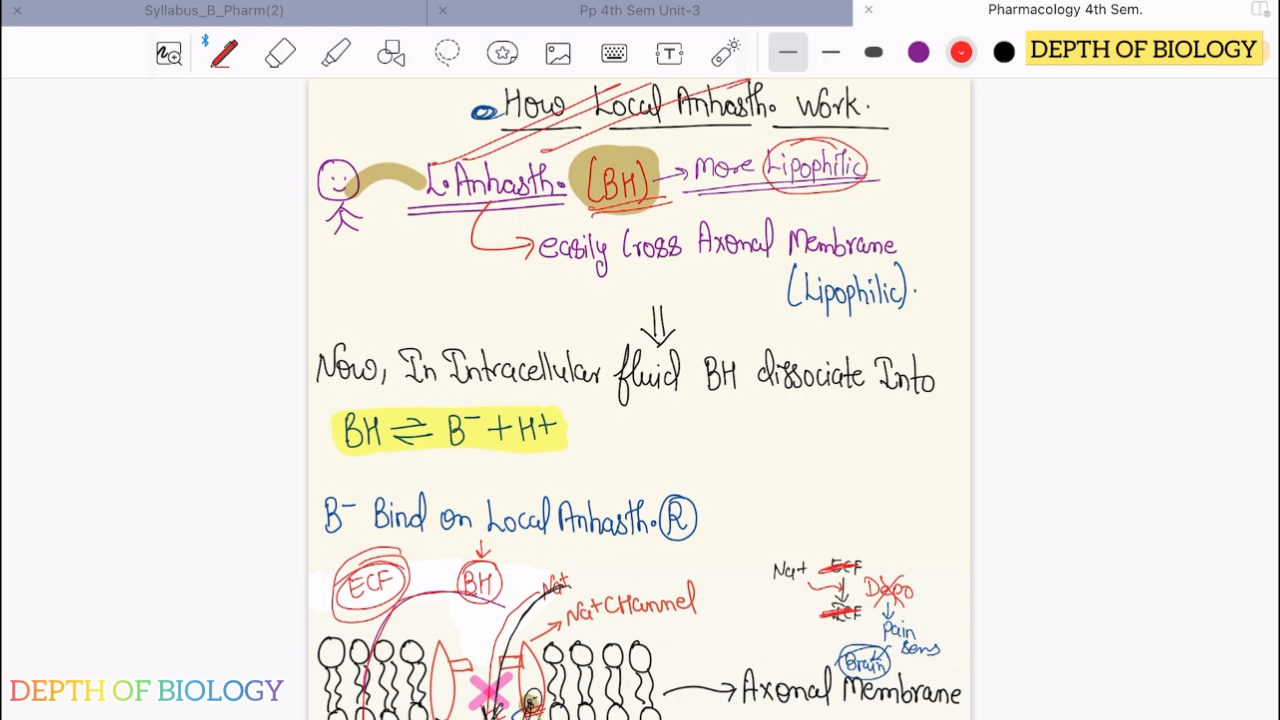 Syllabus_B_Pharm(2)
Pp 4th Sem Unit-3
Pharmacology 4th Sem.
DEPTH OF BIOLOGY
How Local Anhasth. Work.
L.Anhasth. (BH) → More Lipophilic
easily Cross Axonal Membrane
(Lipophilic).
Now, In Intracellular fluid BH dissociate Into
BH ⇌ B⁻ + H+
B⁻ Bind on Local Anhasth. R
ECF
BH
Na+
Na+ CHannel
Na+ ECF
Depo
pain
sens
Brain
Axonal Membrane
DEPTH OF BIOLOGY